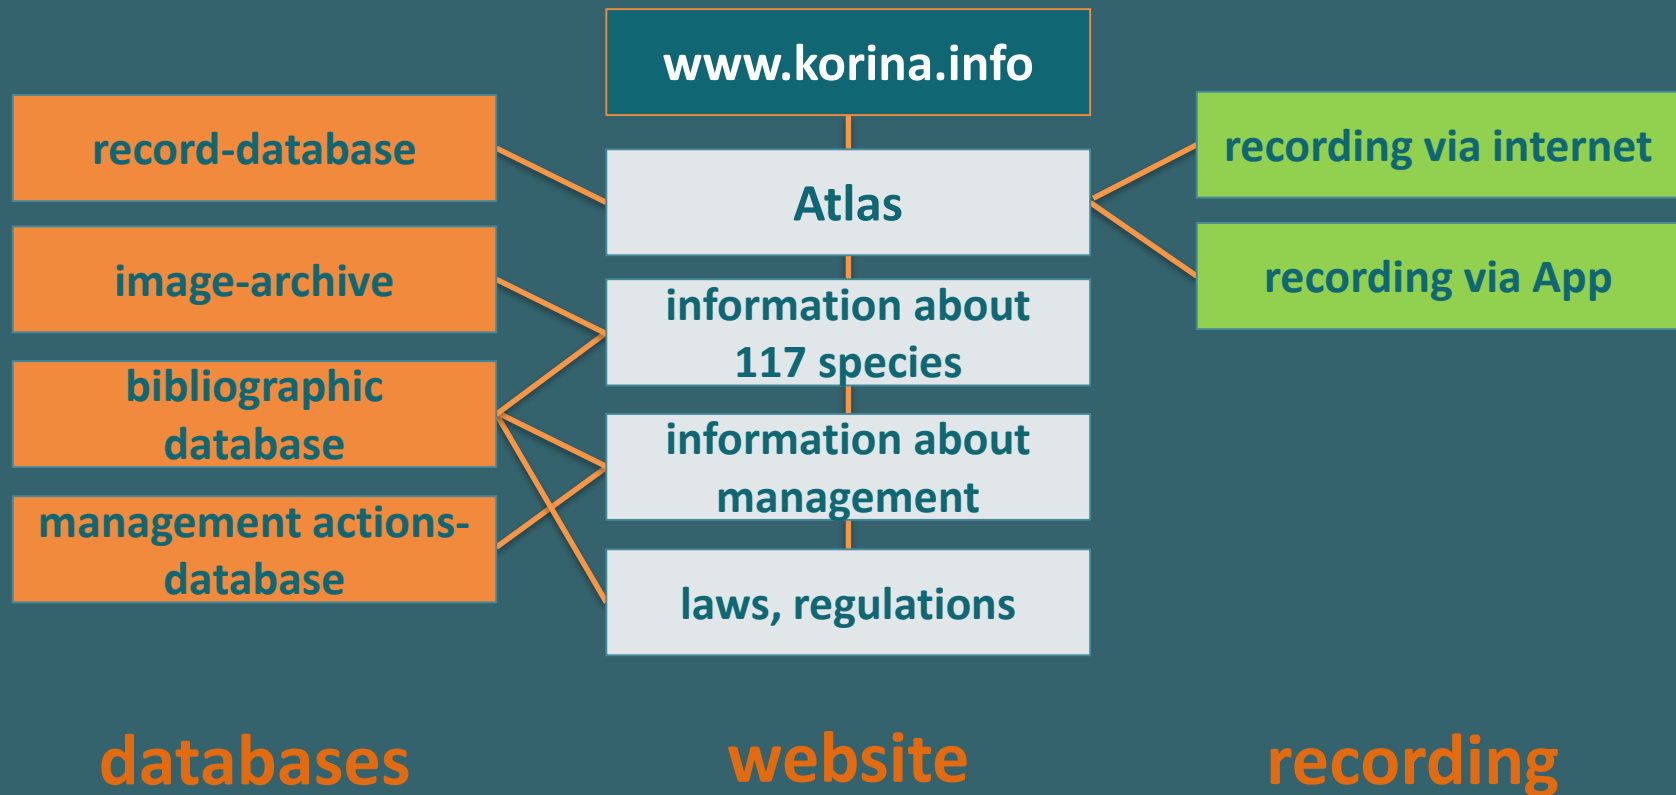 www.korina.info
record-database
image-archive
bibliographic
database
management actions-
database
Atlas
information about
117 species
information about
management
laws, regulations
recording via internet
recording via App
databases
website
recording